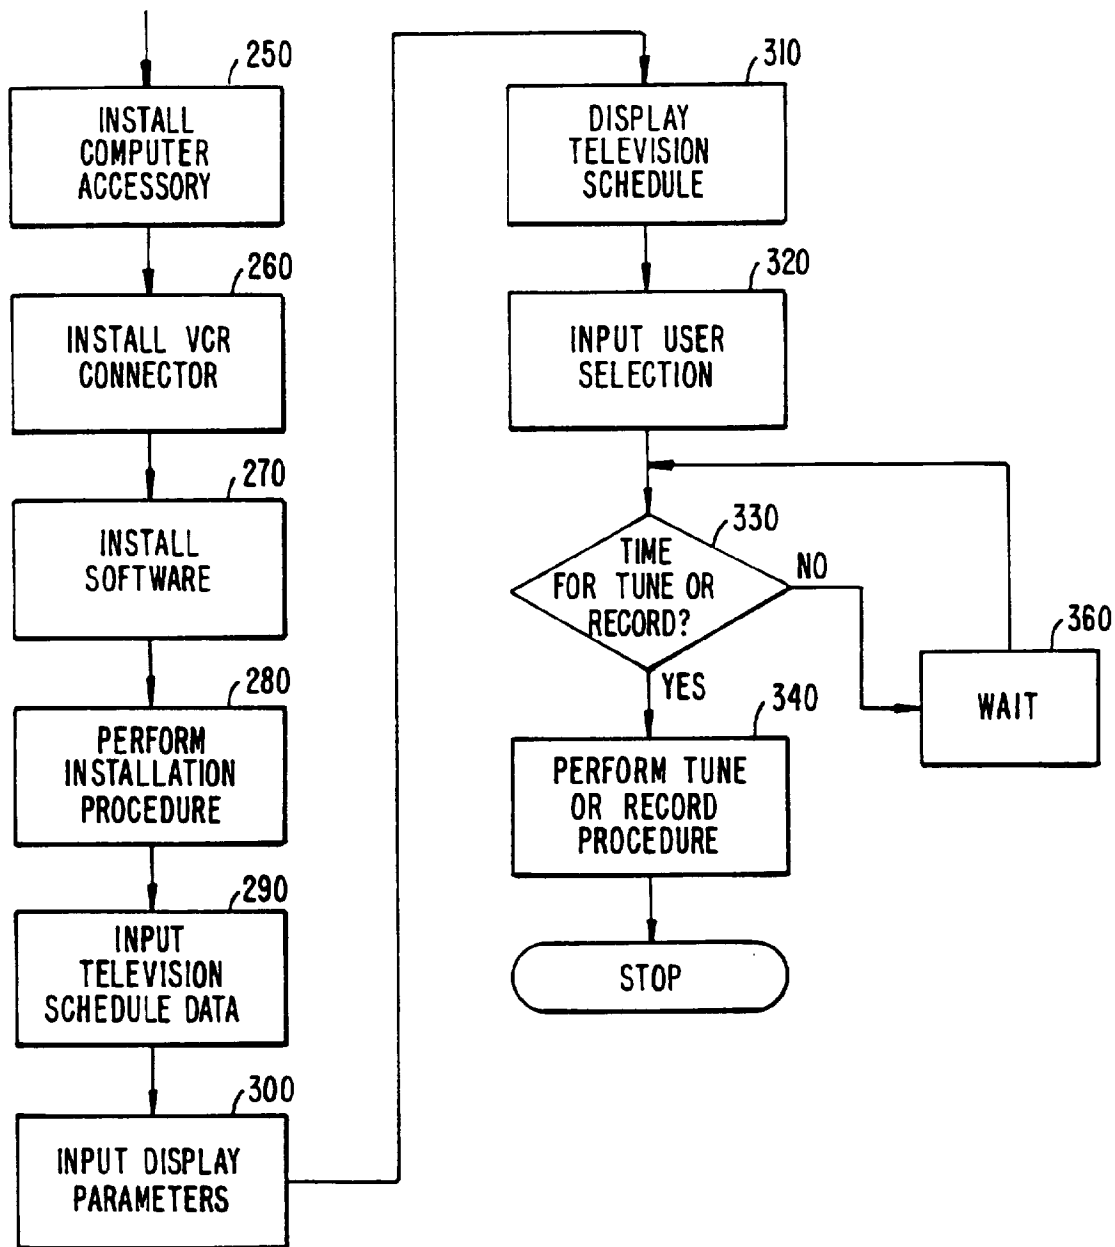 250
INSTALL
COMPUTER
ACCESSORY
260
INSTALL VCR
CONNECTOR
270
INSTALL
SOFTWARE
280
PERFORM
INSTALLATION
PROCEDURE
290
INPUT
TELEVISION
SCHEDULE DATA
300
INPUT DISPLAY
PARAMETERS
310
DISPLAY
TELEVISION
SCHEDULE
320
INPUT USER
SELECTION
330
TIME
FOR TUNE OR
RECORD?
NO
YES
360
WAIT
340
PERFORM TUNE
OR RECORD
PROCEDURE
STOP